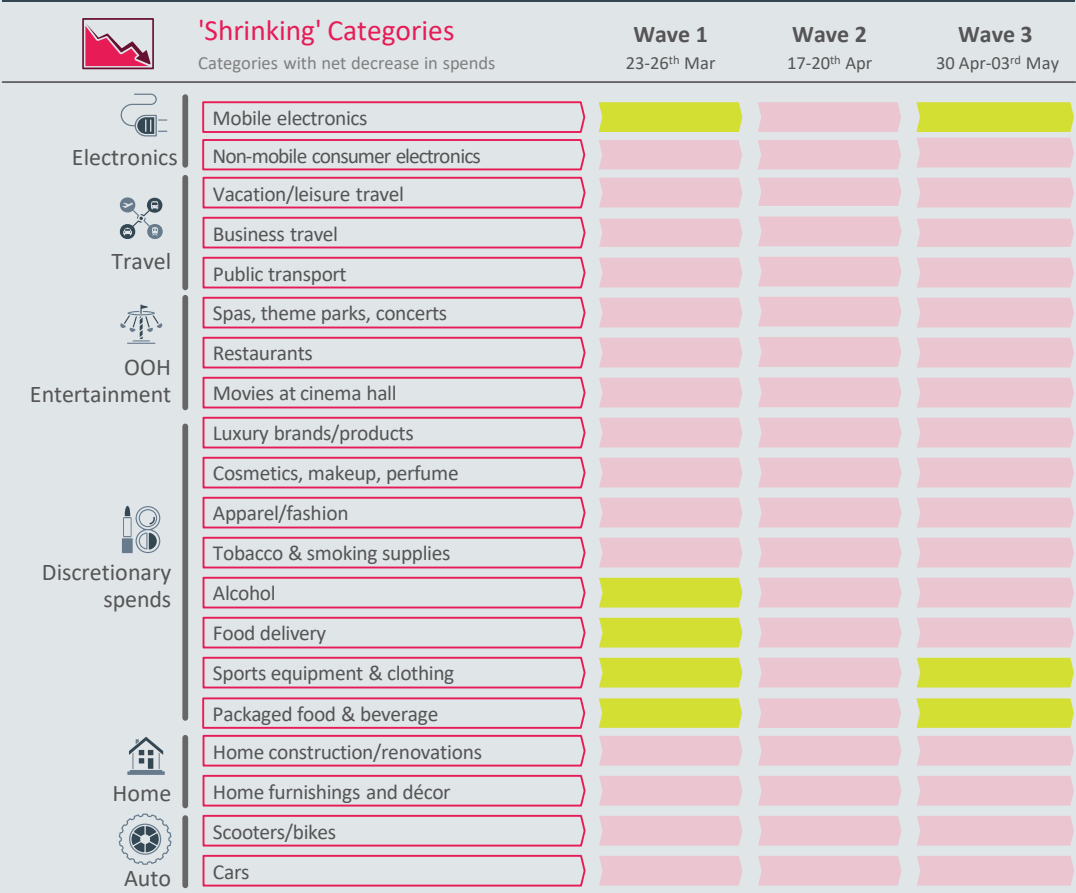 'Shrinking' Categories
Categories with net decrease in spends
Wave 1
23-26th Mar
Wave 2
17-20th Apr
Wave 3
30 Apr-03rd May
Electronics
Mobile electronics
Non-mobile consumer electronics
Travel
Vacation/leisure travel
Business travel
Public transport
OOH
Entertainment
Spas, theme parks, concerts
Restaurants
Movies at cinema hall
Discretionary
spends
Luxury brands/products
Cosmetics, makeup, perfume
Apparel/fashion
Tobacco & smoking supplies
Alcohol
Food delivery
Sports equipment & clothing
Packaged food & beverage
Home
Home construction/renovations
Home furnishings and décor
Auto
Scooters/bikes
Cars